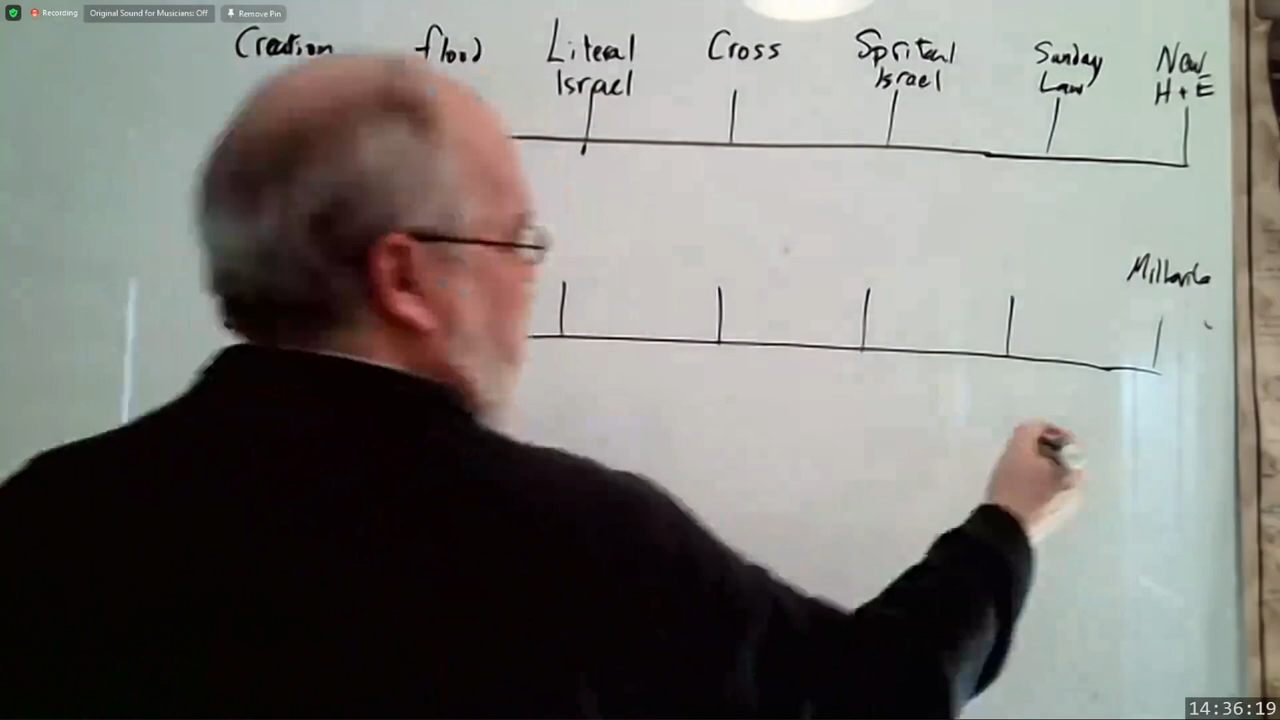 Recording
Original Sound for Musicians: Off
Remove Pin
Creation flood Literal Cross Spritual Sunday New
Israel Israel Law H + E
14:36:19